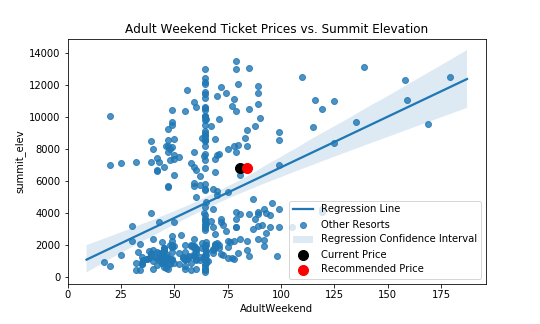 Adult Weekend Ticket Prices vs. Summit Elevation
14000
12000
10000
8000
6000
4000
2000
0
summit_elev
0 25 50 75 100 125 150 175
AdultWeekend
Regression Line
Other Resorts
Regression Confidence Interval
Current Price
Recommended Price